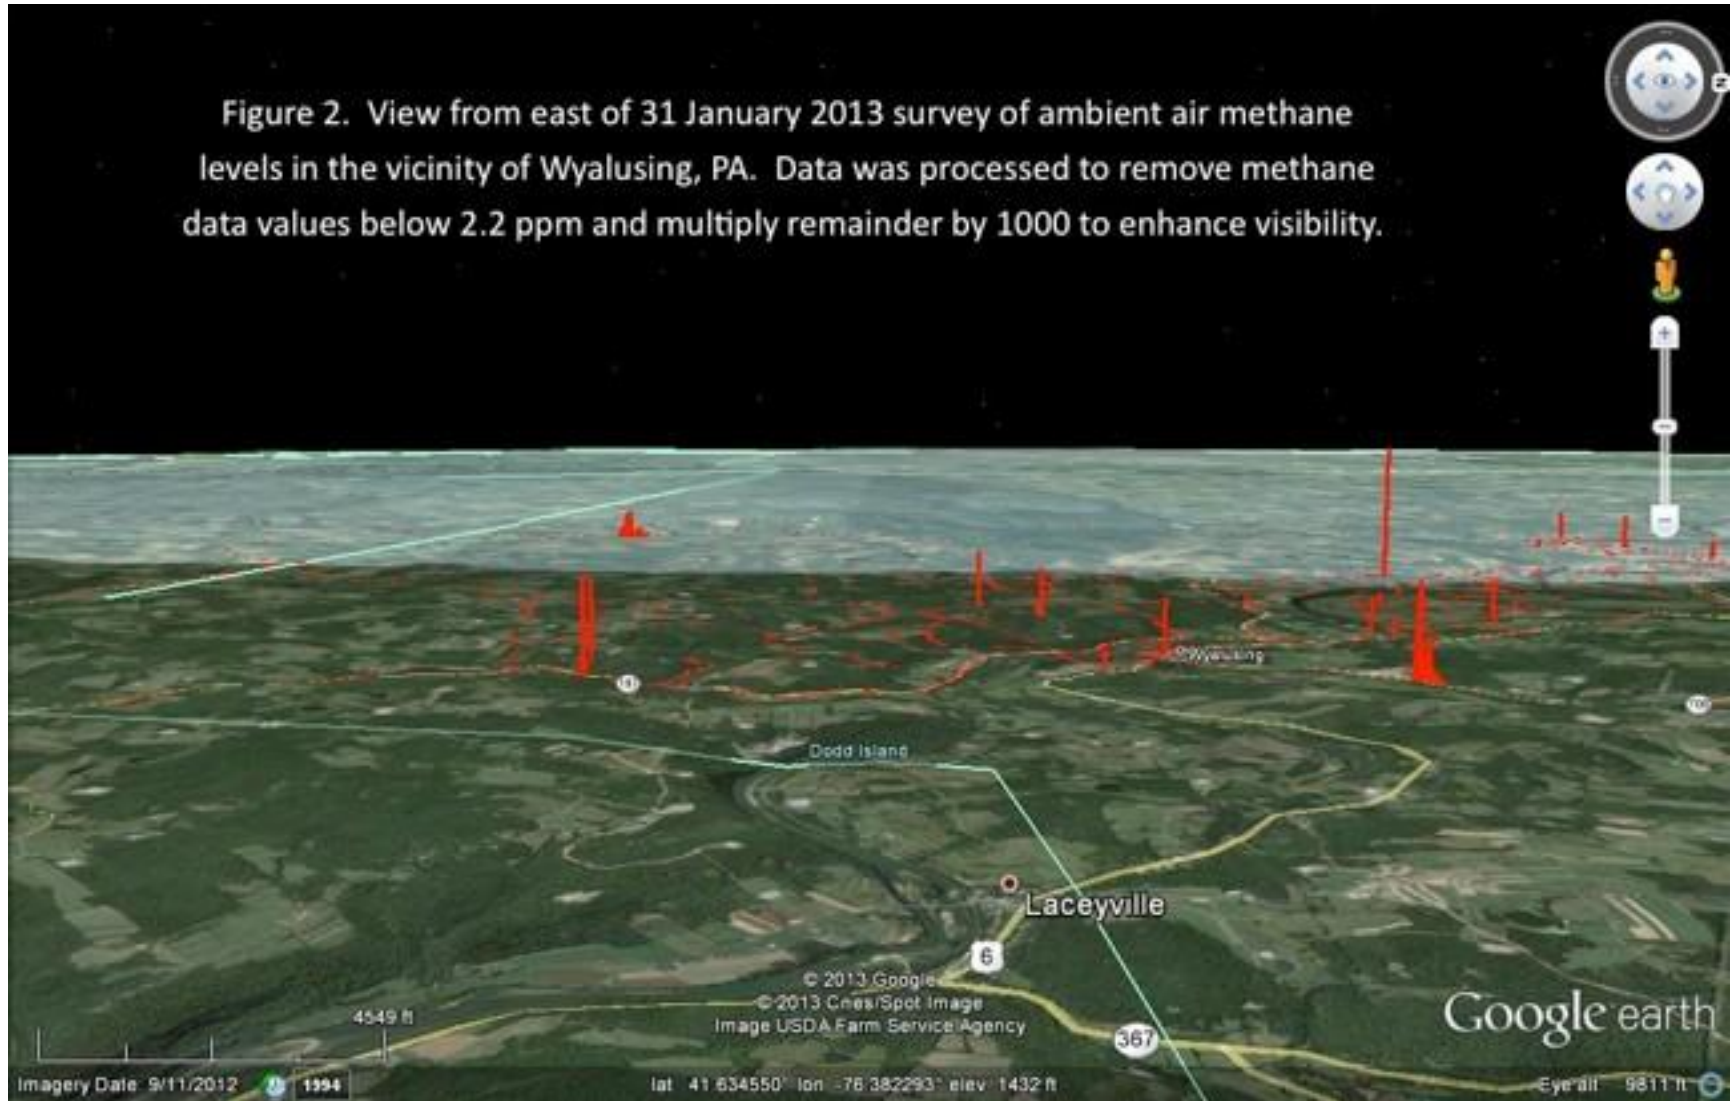 Figure 2. View from east of 31 January 2013 survey of ambient air methane
levels in the vicinity of Wyalusing, PA. Data was processed to remove methane
data values below 2.2 ppm and multiply remainder by 1000 to enhance visibility.
N
Wyalusing
Dodd Island
Laceyville
6
© 2013 Google
© 2013 Cnes/Spot Image
Image USDA Farm Service Agency
Google earth
4549 ft
367
Imagery Date 9/11/2012
1994
lat 41.634550° lon -76.382293° elev 1432 ft
Eye alt 9811 ft